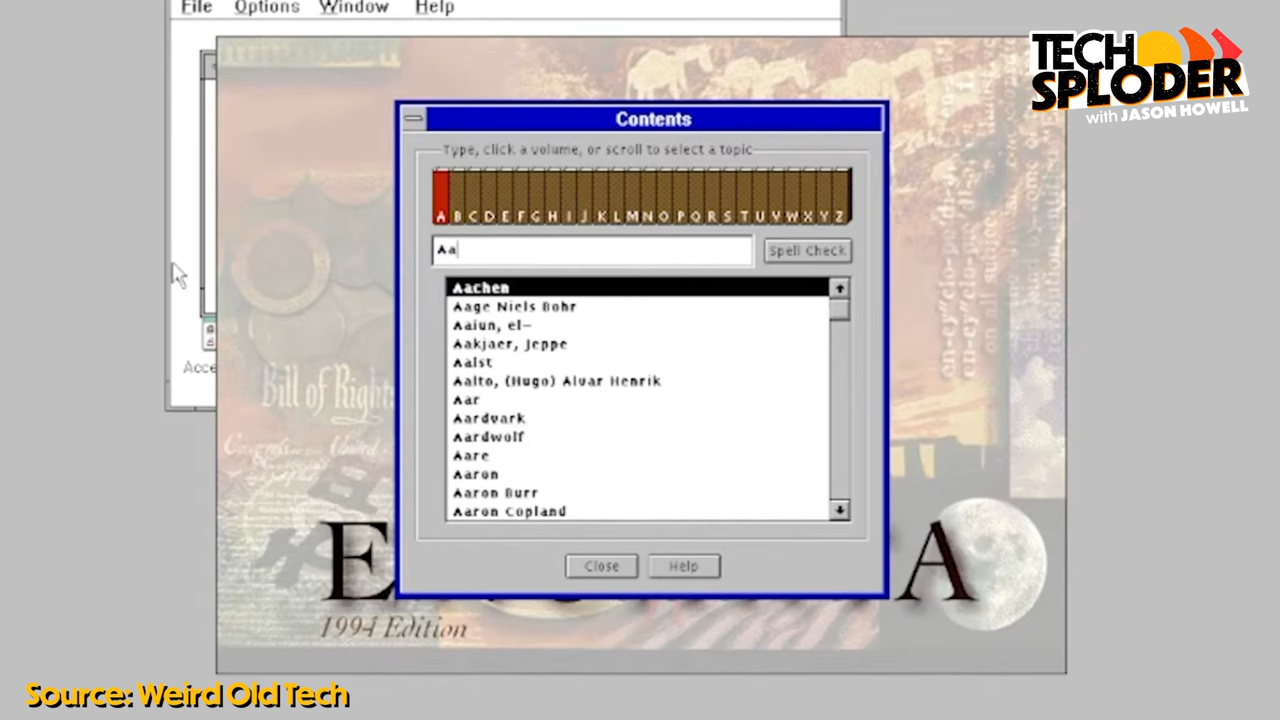 File Options Window Help
TECH
SPLODER
with JASON HOWELL
Contents
Type, click a volume, or scroll to select a topic
A B C D E F G H I J K L M N O P Q R S T U V W X Y Z
Aa
Spell Check
Aachen
Aage Niels Bohr
Aaiun, el-
Aakjaer, Jeppe
Aalst
Aalto, (Hugo) Alvar Henrik
Aar
Aardvark
Aardwolf
Aare
Aaron
Aaron Burr
Aaron Copland
Acce
Bill of Rights
Close Help
1994 Edition
Source: Weird Old Tech